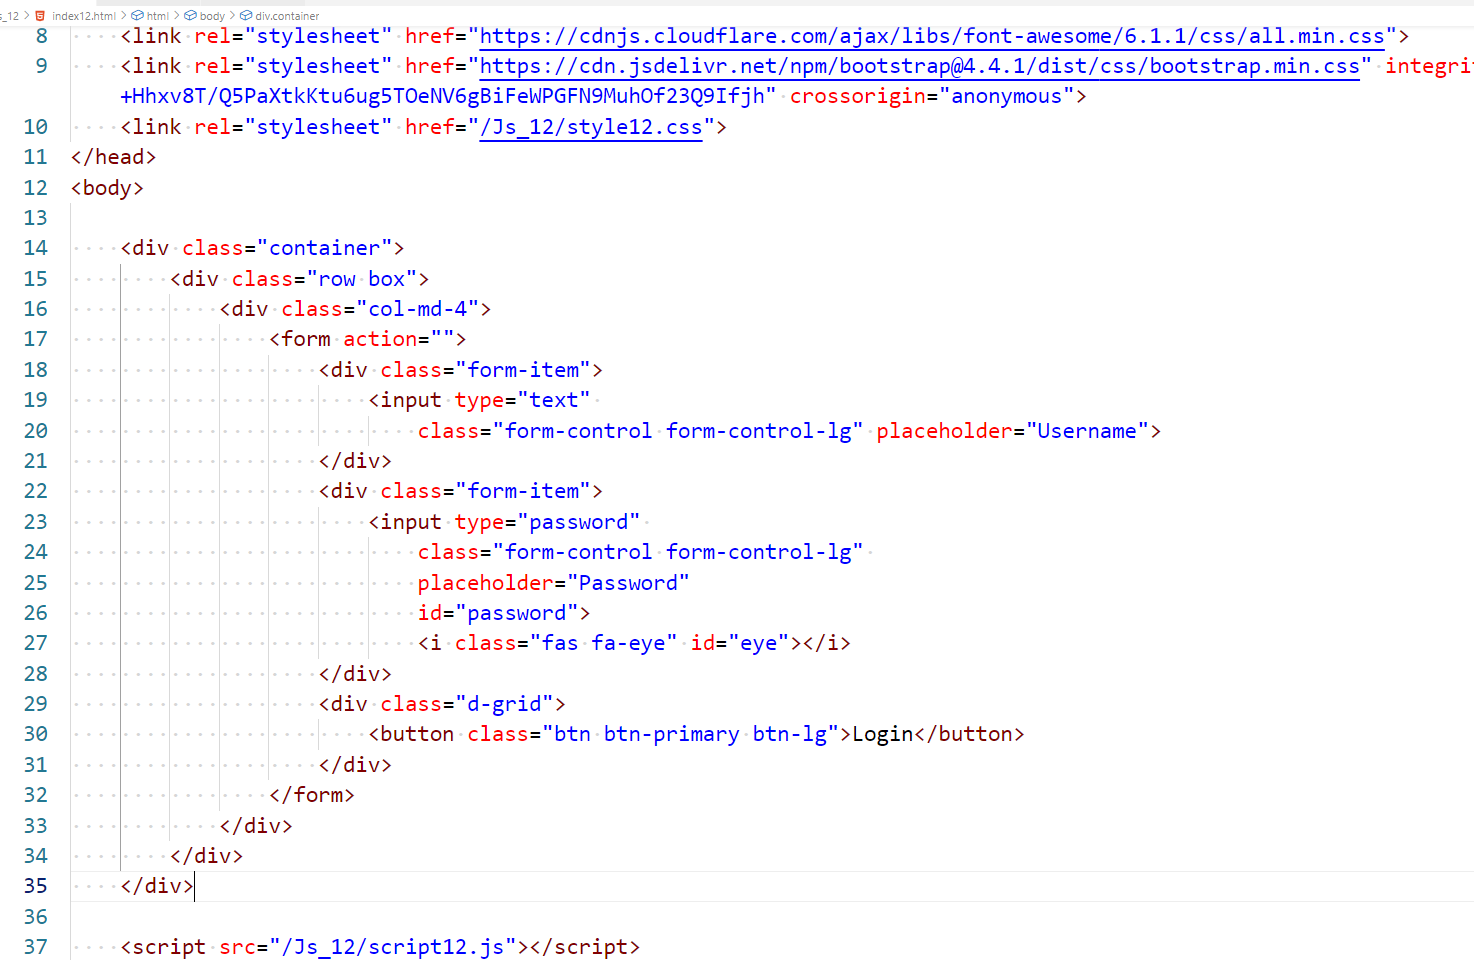 s_12 > index12.html > html > body > div.container
8 <link rel="stylesheet" href="https://cdnjs.cloudflare.com/ajax/libs/font-awesome/6.1.1/css/all.min.css">
9 <link rel="stylesheet" href="https://cdn.jsdelivr.net/npm/bootstrap@4.4.1/dist/css/bootstrap.min.css" integri
+Hhxv8T/Q5PaXtkKtu6ug5TOeNV6gBiFeWPGFN9MuhOf23Q9Ifjh" crossorigin="anonymous">
10 <link rel="stylesheet" href="/Js_12/style12.css">
11 </head>
12 <body>
13
14 <div class="container">
15 <div class="row box">
16 <div class="col-md-4">
17 <form action="">
18 <div class="form-item">
19 <input type="text"
20 class="form-control form-control-lg" placeholder="Username">
21 </div>
22 <div class="form-item">
23 <input type="password"
24 class="form-control form-control-lg"
25 placeholder="Password"
26 id="password">
27 <i class="fas fa-eye" id="eye"></i>
28 </div>
29 <div class="d-grid">
30 <button class="btn btn-primary btn-lg">Login</button>
31 </div>
32 </form>
33 </div>
34 </div>
35 </div>
36
37 <script src="/Js_12/script12.js"></script>